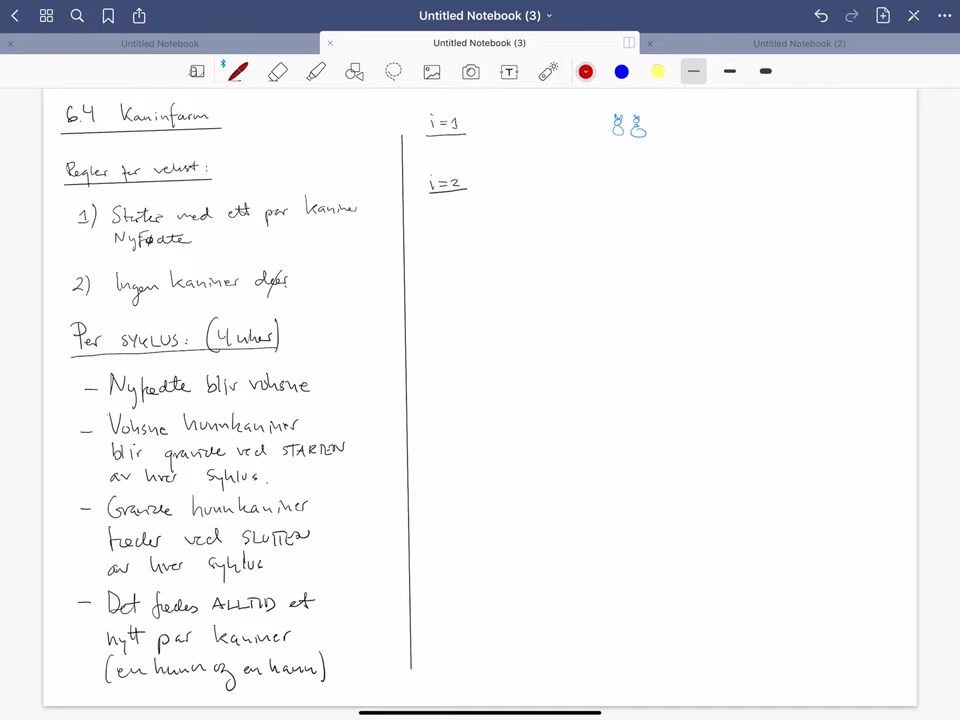 Untitled Notebook (3)
Untitled Notebook
Untitled Notebook (3)
Untitled Notebook (2)
6.4 Kaninfarm
Regler for vekst:
1) Starter med ett par kaniner
Nyfødte
2) Ingen kaniner dør
Per SYKLUS: (4 uker)
- Nyfødte blir voksne
- Voksne hunnkaniner
blir gravide ved STARTEN
av hver syklus.
- Gravide hunnkaniner
føder ved SLUTTEN
av hver syklus
- Det fødes ALLTID et
nytt par kaniner
(en hunn og en hann)
i=1
i=2